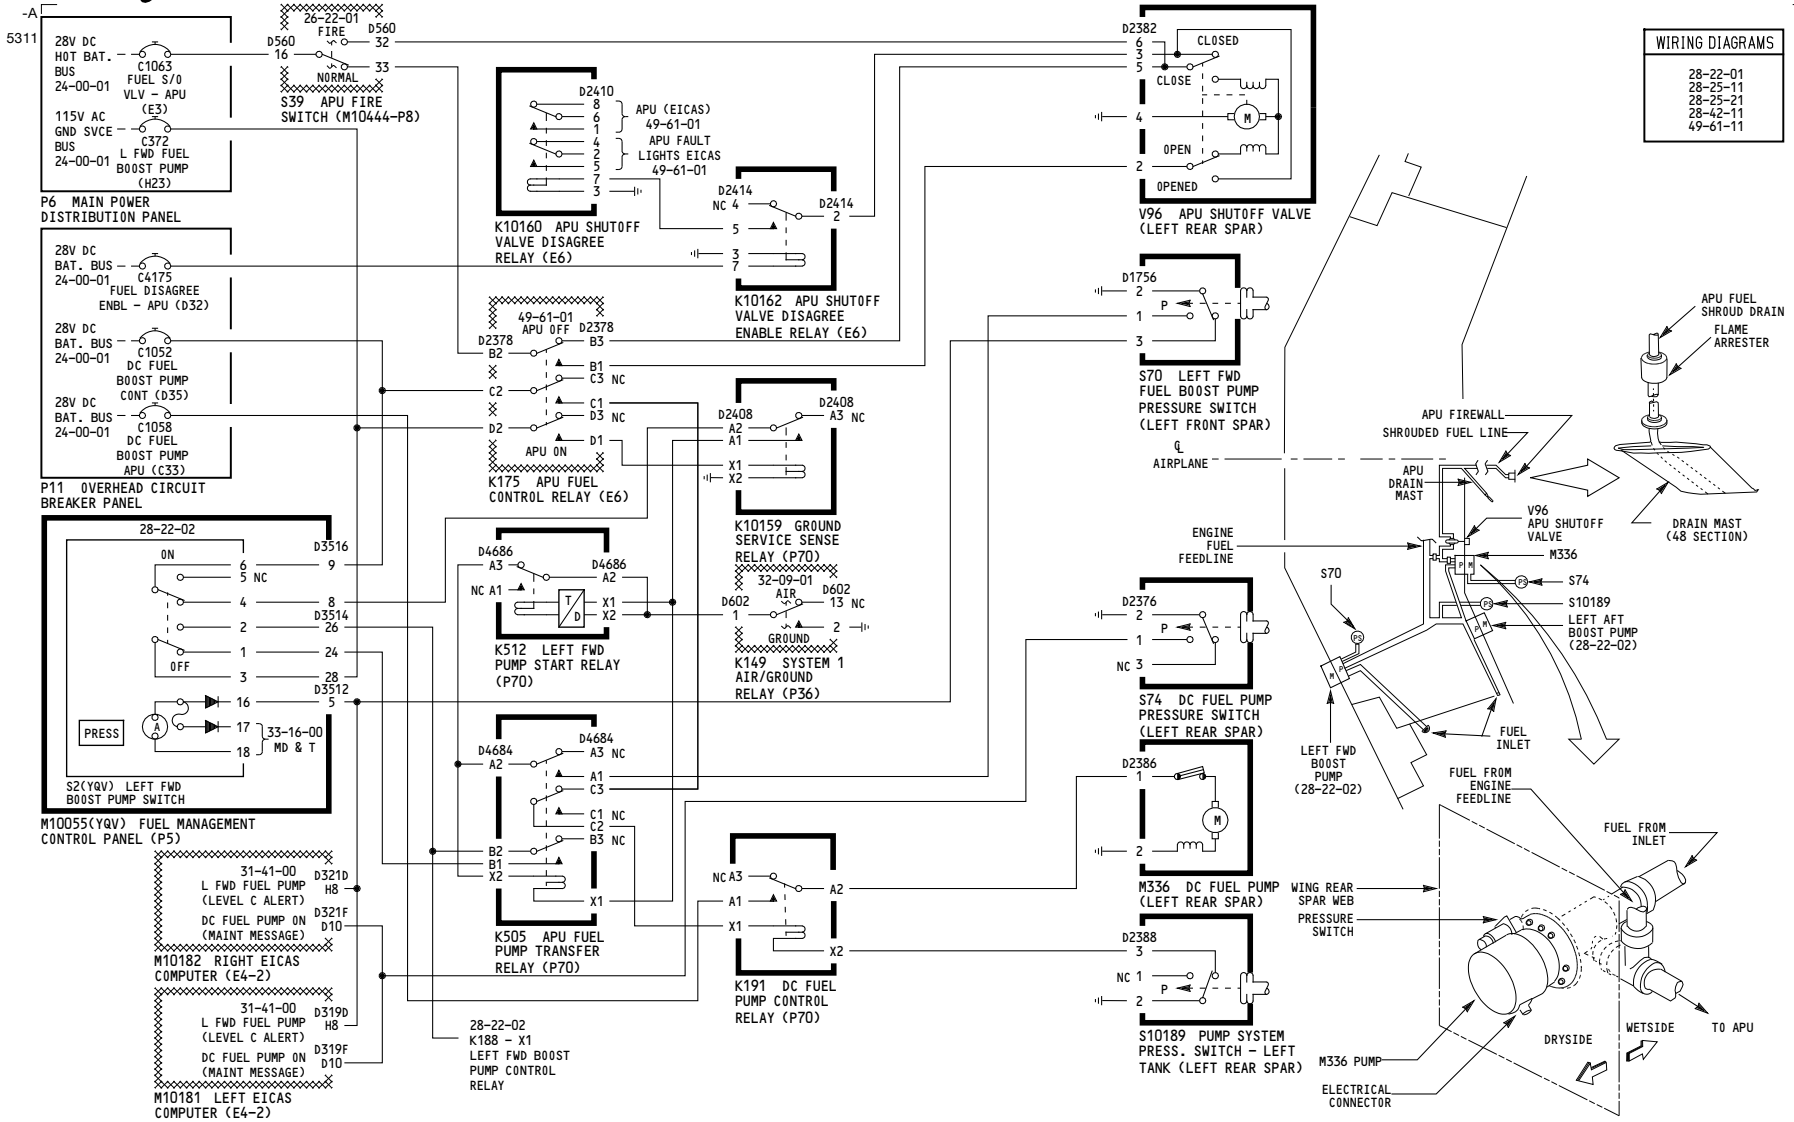 -A
5311
28V DC
HOT BAT.
BUS
24-00-01
C1063
FUEL S/O
VLV - APU
(E3)
115V AC
GND SVCE
BUS
24-00-01
C372
L FWD FUEL
BOOST PUMP
(H23)
P6 MAIN POWER
DISTRIBUTION PANEL
28V DC
BAT. BUS
24-00-01
C4175
FUEL DISAGREE
ENBL - APU (D32)
28V DC
BAT. BUS
24-00-01
C1052
DC FUEL
BOOST PUMP
CONT (D35)
28V DC
BAT. BUS
24-00-01
C1058
DC FUEL
BOOST PUMP
APU (C33)
P11 OVERHEAD CIRCUIT
BREAKER PANEL
28-22-02
D3516
ON
6 9
5 NC
4 8
D3514
2 26
1 24
OFF
3 28
D3512
16 5
A
17
18
33-16-00
MD & T
PRESS
S2(YQV) LEFT FWD
BOOST PUMP SWITCH
M10055(YQV) FUEL MANAGEMENT
CONTROL PANEL (P5)
31-41-00
L FWD FUEL PUMP
(LEVEL C ALERT)
D321D
H8
DC FUEL PUMP ON
(MAINT MESSAGE)
D321F
D10
M10182 RIGHT EICAS
COMPUTER (E4-2)
31-41-00
L FWD FUEL PUMP
(LEVEL C ALERT)
D319D
H8
DC FUEL PUMP ON
(MAINT MESSAGE)
D319F
D10
M10181 LEFT EICAS
COMPUTER (E4-2)
26-22-01
FIRE
D560
16
D560
32
33
NORMAL
S39 APU FIRE
SWITCH (M10444-P8)
D2410
8
6
1
4
2
5
7
3
APU (EICAS)
49-61-01
APU FAULT
LIGHTS EICAS
49-61-01
K10160 APU SHUTOFF
VALVE DISAGREE
RELAY (E6)
D2414
NC 4
D2414
2
5
3
7
K10162 APU SHUTOFF
VALVE DISAGREE
ENABLE RELAY (E6)
49-61-01
APU OFF
D2378
D2378
B2 B3
B1
C3 NC
C2
C1
D3 NC
D2
D1
APU ON
K175 APU FUEL
CONTROL RELAY (E6)
D2408
D2408
A2 A3 NC
A1
X1
X2
K10159 GROUND
SERVICE SENSE
RELAY (P70)
D4686
A3
D4686
A2
NC A1
T
D
X1
X2
K512 LEFT FWD
PUMP START RELAY
(P70)
32-09-01
AIR
D602
1
D602
13 NC
2
GROUND
K149 SYSTEM 1
AIR/GROUND
RELAY (P36)
D4684
D4684
A3 NC
A2
A1
C3
C1 NC
C2
B3 NC
B2
B1
X2
X1
K505 APU FUEL
PUMP TRANSFER
RELAY (P70)
NC A3
A2
A1
X1
X2
K191 DC FUEL
PUMP CONTROL
RELAY (P70)
28-22-02
K188 - X1
LEFT FWD BOOST
PUMP CONTROL
RELAY
D2382
6
3
5
4
2
CLOSED
CLOSE
M
OPEN
OPENED
V96 APU SHUTOFF VALVE
(LEFT REAR SPAR)
D1756
2
1
3
P
S70 LEFT FWD
FUEL BOOST PUMP
PRESSURE SWITCH
(LEFT FRONT SPAR)
D2376
2
1
NC 3
P
S74 DC FUEL PUMP
PRESSURE SWITCH
(LEFT REAR SPAR)
D2386
1
M
2
M336 DC FUEL PUMP
(LEFT REAR SPAR)
D2388
3
NC 1
2
P
S10189 PUMP SYSTEM
PRESS. SWITCH - LEFT
TANK (LEFT REAR SPAR)
WIRING DIAGRAMS
28-22-01
28-25-11
28-25-21
28-42-11
49-61-11
APU FUEL
SHROUD DRAIN
FLAME
ARRESTER
APU FIREWALL
SHROUDED FUEL LINE
℄
AIRPLANE
APU
DRAIN
MAST
DRAIN MAST
(48 SECTION)
V96
APU SHUTOFF
VALVE
ENGINE
FUEL
FEEDLINE
M336
P M
PS
S74
PS
S10189
S70
PS
P M
LEFT AFT
BOOST PUMP
(28-22-02)
M P
LEFT FWD
BOOST
PUMP
(28-22-02)
FUEL
INLET
FUEL FROM
ENGINE
FEEDLINE
FUEL FROM
INLET
WING REAR
SPAR WEB
PRESSURE
SWITCH
WETSIDE
TO APU
DRYSIDE
M336 PUMP
ELECTRICAL
CONNECTOR